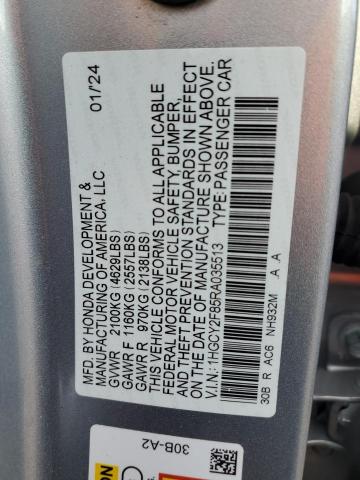 MFD. BY HONDA DEVELOPMENT & 01/24
MANUFACTURING OF AMERICA, LLC
GVWR 2100KG (4629LBS)
GAWR F 1160KG (2557LBS)
GAWR R 970KG (2138LBS)
THIS VEHICLE CONFORMS TO ALL APPLICABLE
FEDERAL MOTOR VEHICLE SAFETY, BUMPER,
AND THEFT PREVENTION STANDARDS IN EFFECT
ON THE DATE OF MANUFACTURE SHOWN ABOVE.
V.I.N.: 1HGCY2F85RA035513 TYPE: PASSENGER CAR
30B R AC6 NH932M A A
30B-A2